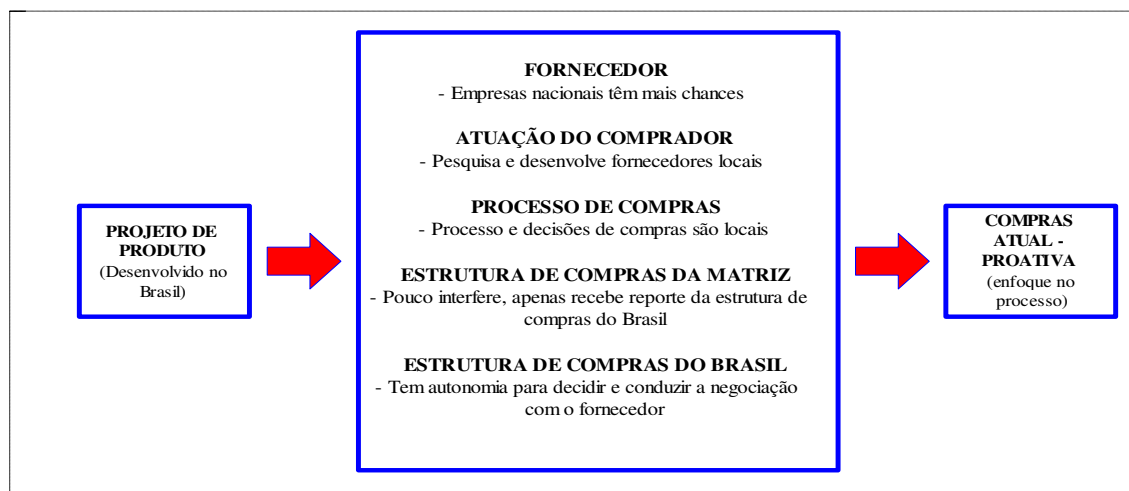 PROJETO DE
PRODUTO
(Desenvolvido no
Brasil)
FORNECEDOR
- Empresas nacionais têm mais chances
ATUAÇÃO DO COMPRADOR
- Pesquisa e desenvolve fornecedores locais
PROCESSO DE COMPRAS
- Processo e decisões de compras são locais
ESTRUTURA DE COMPRAS DA MATRIZ
- Pouco interfere, apenas recebe reporte da estrutura de
compras do Brasil
ESTRUTURA DE COMPRAS DO BRASIL
- Tem autonomia para decidir e conduzir a negociação
com o fornecedor
COMPRAS
ATUAL -
PROATIVA
(enfoque no
processo)